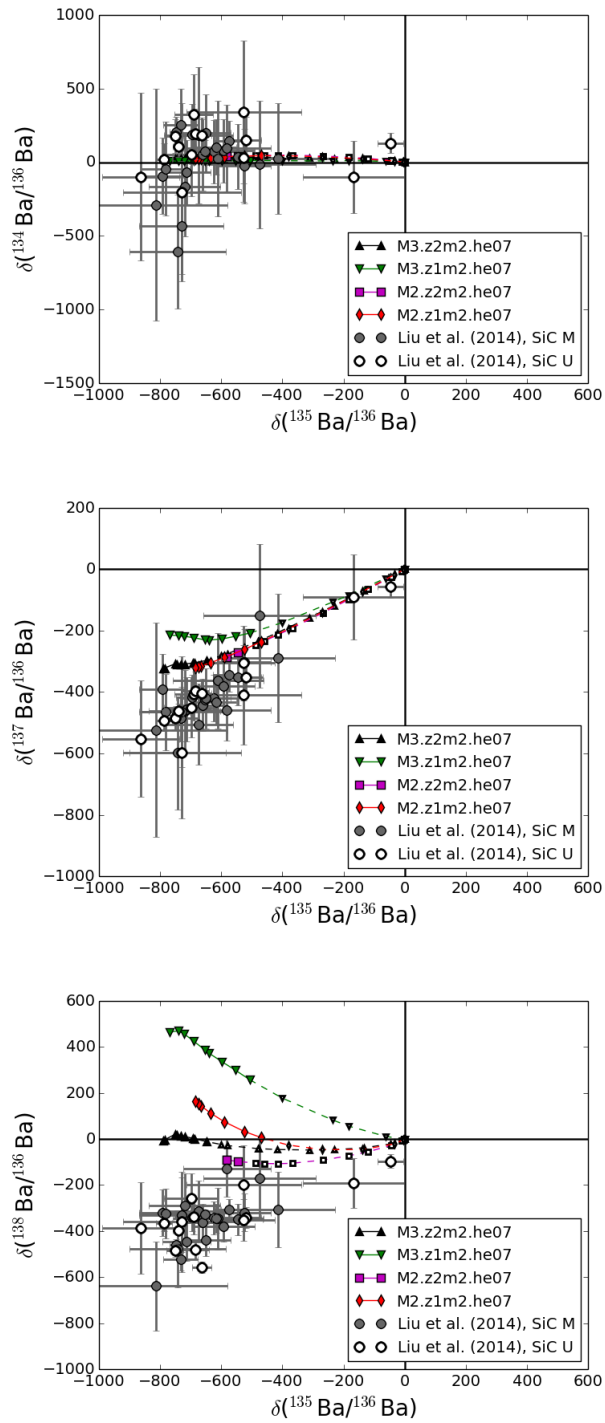 1000
500
0
−500
−1000
−1500
δ(¹³⁴Ba/¹³⁶Ba)
M3.z2m2.he07
M3.z1m2.he07
M2.z2m2.he07
M2.z1m2.he07
Liu et al. (2014), SiC M
Liu et al. (2014), SiC U
−1000 −800 −600 −400 −200 0 200 400 600
δ(¹³⁵Ba/¹³⁶Ba)
200
0
−200
−400
−600
−800
−1000
δ(¹³⁷Ba/¹³⁶Ba)
M3.z2m2.he07
M3.z1m2.he07
M2.z2m2.he07
M2.z1m2.he07
Liu et al. (2014), SiC M
Liu et al. (2014), SiC U
−1000 −800 −600 −400 −200 0 200 400 600
δ(¹³⁵Ba/¹³⁶Ba)
600
400
200
0
−200
−400
−600
−800
−1000
δ(¹³⁸Ba/¹³⁶Ba)
M3.z2m2.he07
M3.z1m2.he07
M2.z2m2.he07
M2.z1m2.he07
Liu et al. (2014), SiC M
Liu et al. (2014), SiC U
−1000 −800 −600 −400 −200 0 200 400 600
δ(¹³⁵Ba/¹³⁶Ba)